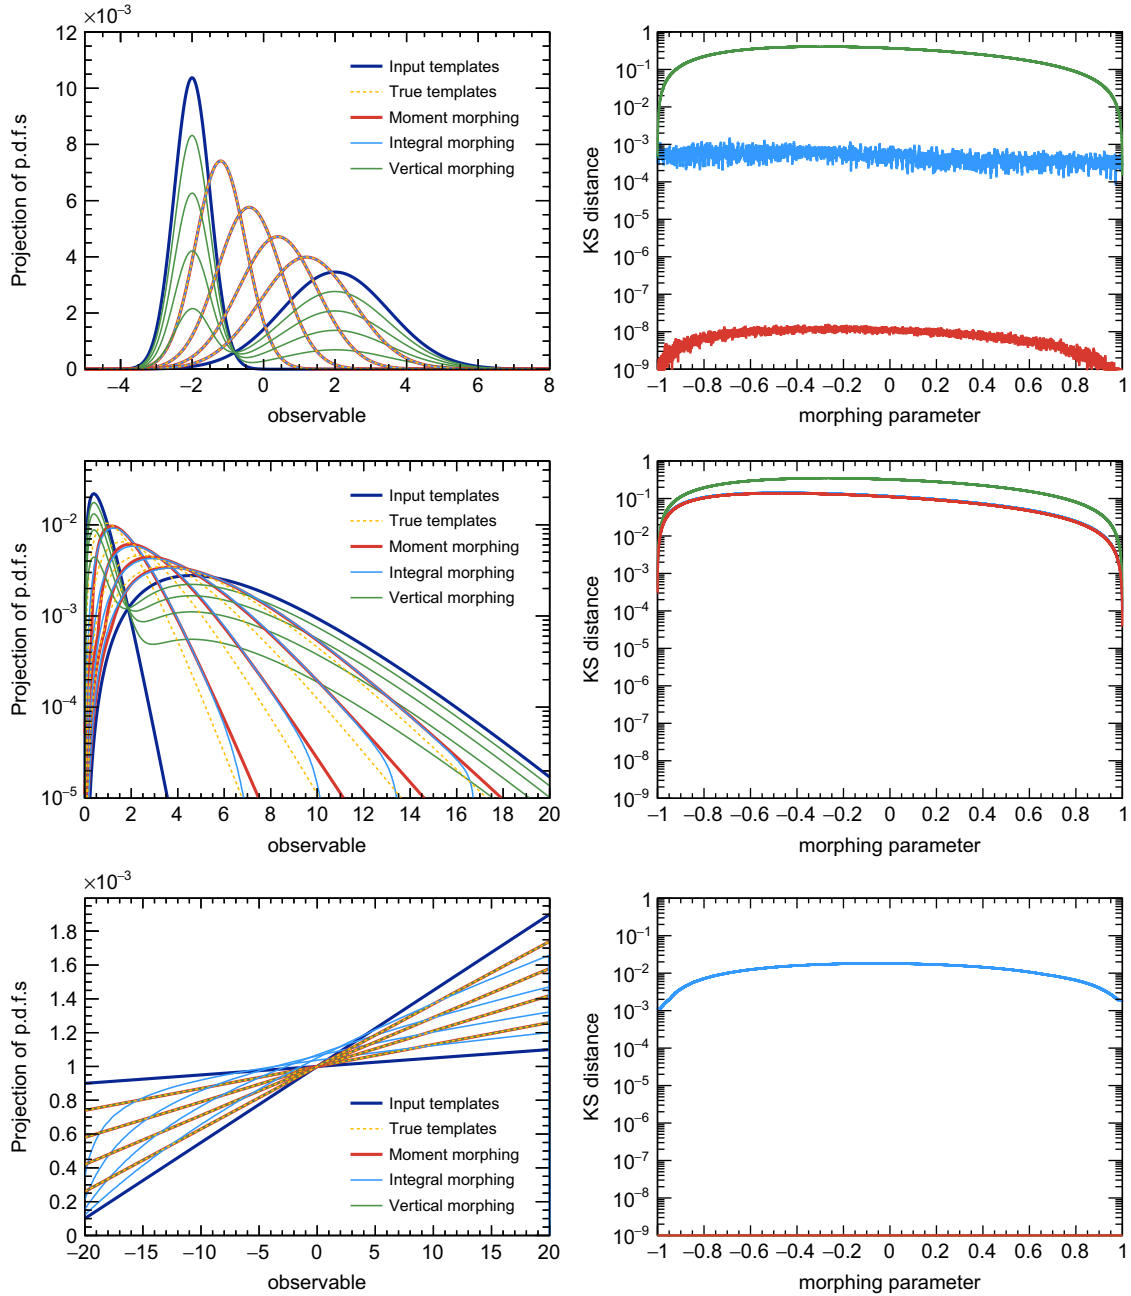 ×10⁻³
12
10
8
6
4
2
0
Projection of p.d.f.s
Input templates
True templates
Moment morphing
Integral morphing
Vertical morphing
−4 −2 0 2 4 6 8
observable
1
10⁻¹
10⁻²
10⁻³
10⁻⁴
10⁻⁵
10⁻⁶
10⁻⁷
10⁻⁸
10⁻⁹
KS distance
−1 −0.8 −0.6 −0.4 −0.2 0 0.2 0.4 0.6 0.8 1
morphing parameter
10⁻²
10⁻³
10⁻⁴
10⁻⁵
Projection of p.d.f.s
Input templates
True templates
Moment morphing
Integral morphing
Vertical morphing
0 2 4 6 8 10 12 14 16 18 20
observable
1
10⁻¹
10⁻²
10⁻³
10⁻⁴
10⁻⁵
10⁻⁶
10⁻⁷
10⁻⁸
10⁻⁹
KS distance
−1 −0.8 −0.6 −0.4 −0.2 0 0.2 0.4 0.6 0.8 1
morphing parameter
×10⁻³
1.8
1.6
1.4
1.2
1
0.8
0.6
0.4
0.2
0
Projection of p.d.f.s
Input templates
True templates
Moment morphing
Integral morphing
Vertical morphing
−20 −15 −10 −5 0 5 10 15 20
observable
1
10⁻¹
10⁻²
10⁻³
10⁻⁴
10⁻⁵
10⁻⁶
10⁻⁷
10⁻⁸
10⁻⁹
KS distance
−1 −0.8 −0.6 −0.4 −0.2 0 0.2 0.4 0.6 0.8 1
morphing parameter